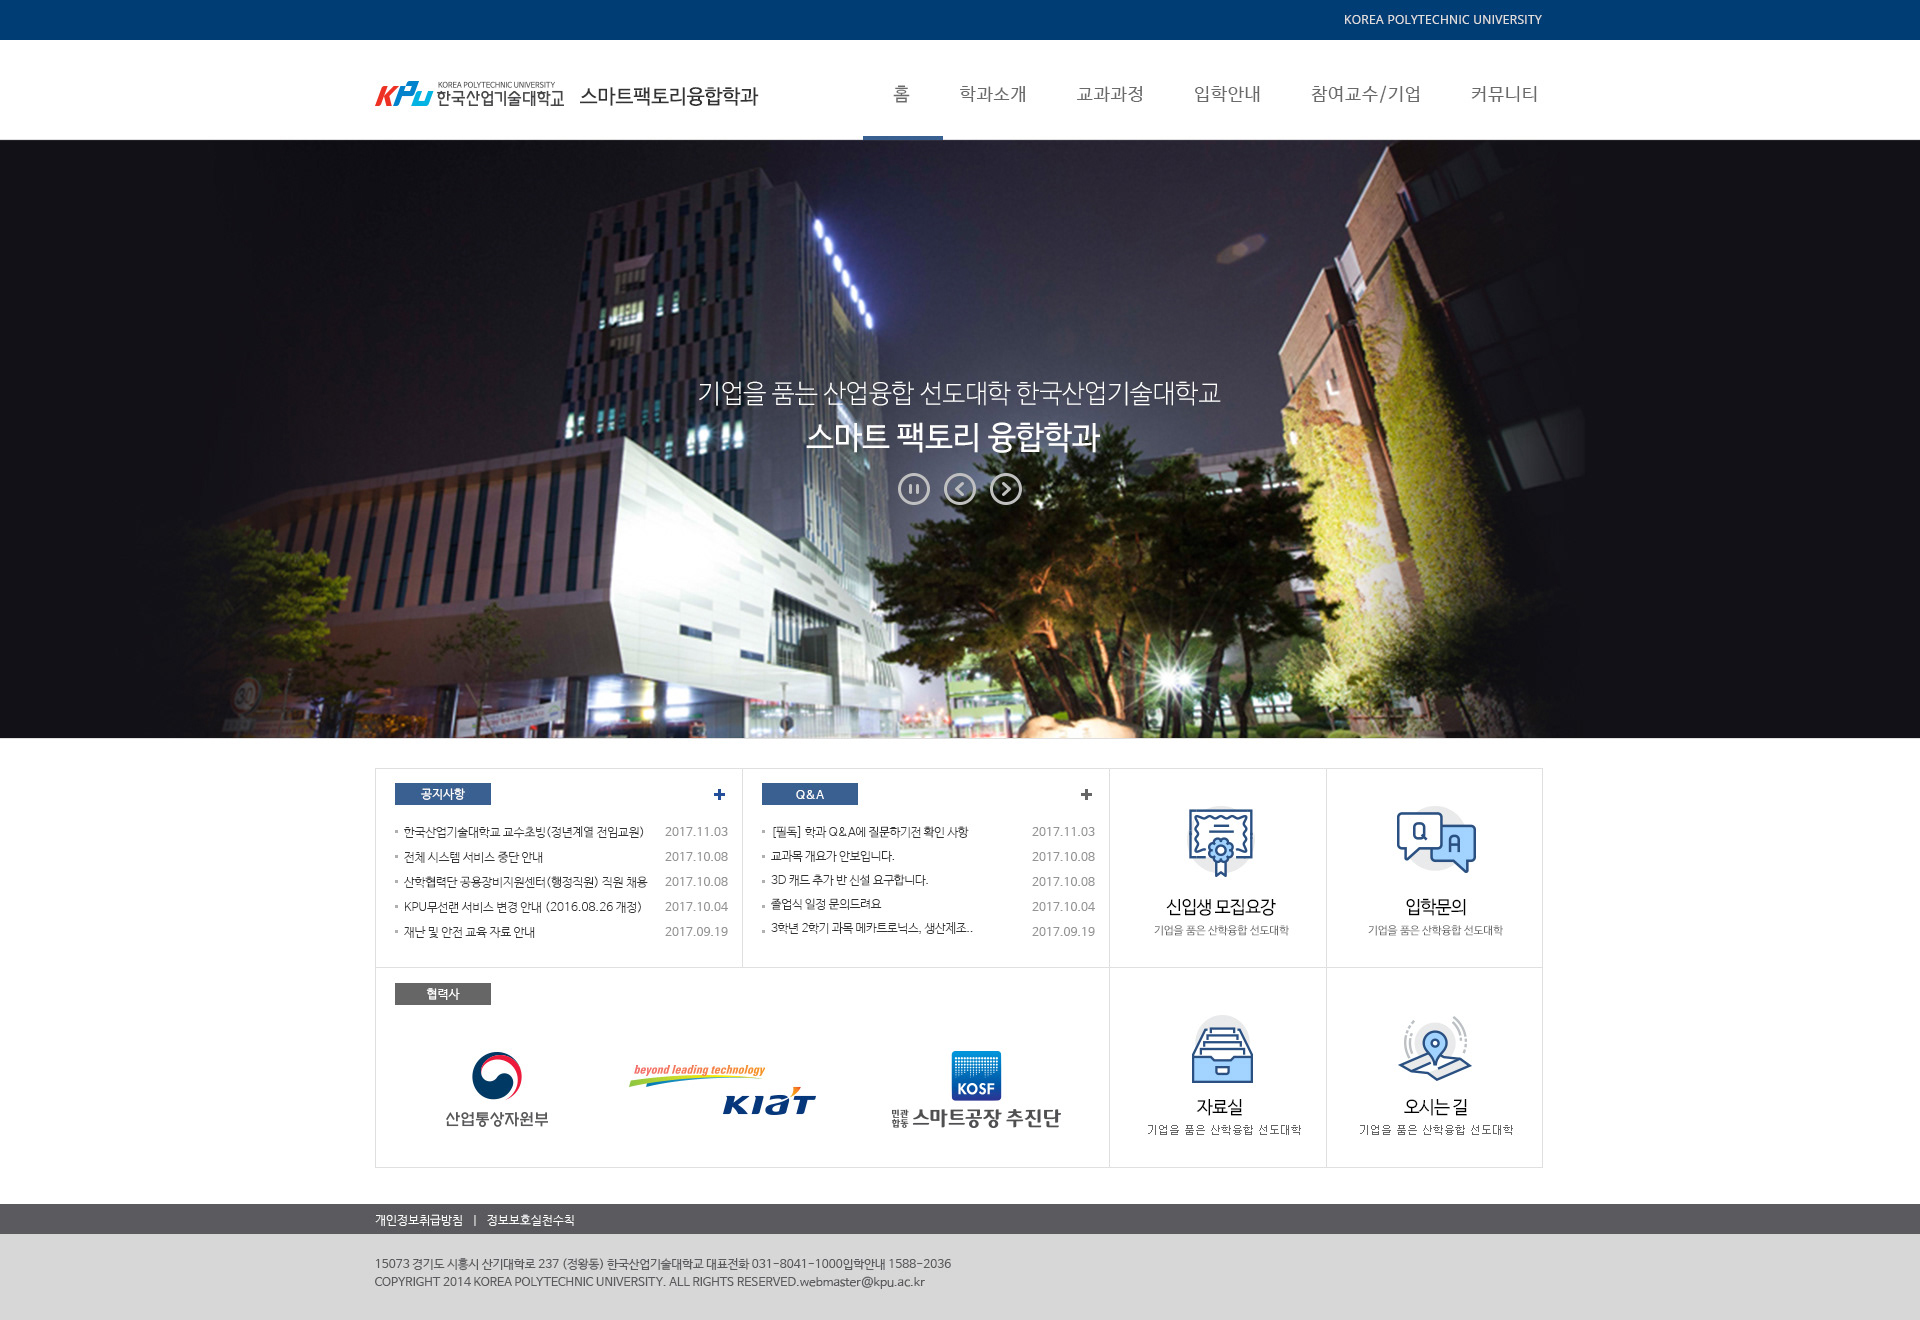 KOREA POLYTECHNIC UNIVERSITY
KPU KOREA POLYTECHNIC UNIVERSITY
한국산업기술대학교 스마트팩토리융합학과
홈 학과소개 교과과정 입학안내 참여교수/기업 커뮤니티
기업을 품는 산업융합 선도대학 한국산업기술대학교
스마트 팩토리 융합학과
30
공지사항
한국산업기술대학교 교수초빙(정년계열 전임교원) 2017.11.03
전체 시스템 서비스 중단 안내 2017.10.08
산학협력단 공용장비지원센터(행정직원) 직원 채용 2017.10.08
KPU무선랜 서비스 변경 안내 (2016.08.26 개정) 2017.10.04
재난 및 안전 교육 자료 안내 2017.09.19
Q&A
[필독] 학과 Q&A에 질문하기전 확인 사항 2017.11.03
교과목 개요가 안보입니다. 2017.10.08
3D 캐드 추가 반 신설 요구합니다. 2017.10.08
졸업식 일정 문의드려요 2017.10.04
3학년 2학기 과목 메카트로닉스, 생산제조.. 2017.09.19
신입생 모집요강
기업을 품은 산학융합 선도대학
Q A
입학문의
기업을 품은 산학융합 선도대학
협력사
산업통상자원부
beyond leading technology
KIAT
KOSF
민관합동 스마트공장 추진단
자료실
기업을 품은 산학융합 선도대학
오시는 길
기업을 품은 산학융합 선도대학
개인정보취급방침 | 정보보호실천수칙
15073 경기도 시흥시 산기대학로 237 (정왕동) 한국산업기술대학교 대표전화 031-8041-1000입학안내 1588-2036
COPYRIGHT 2014 KOREA POLYTECHNIC UNIVERSITY. ALL RIGHTS RESERVED.webmaster@kpu.ac.kr